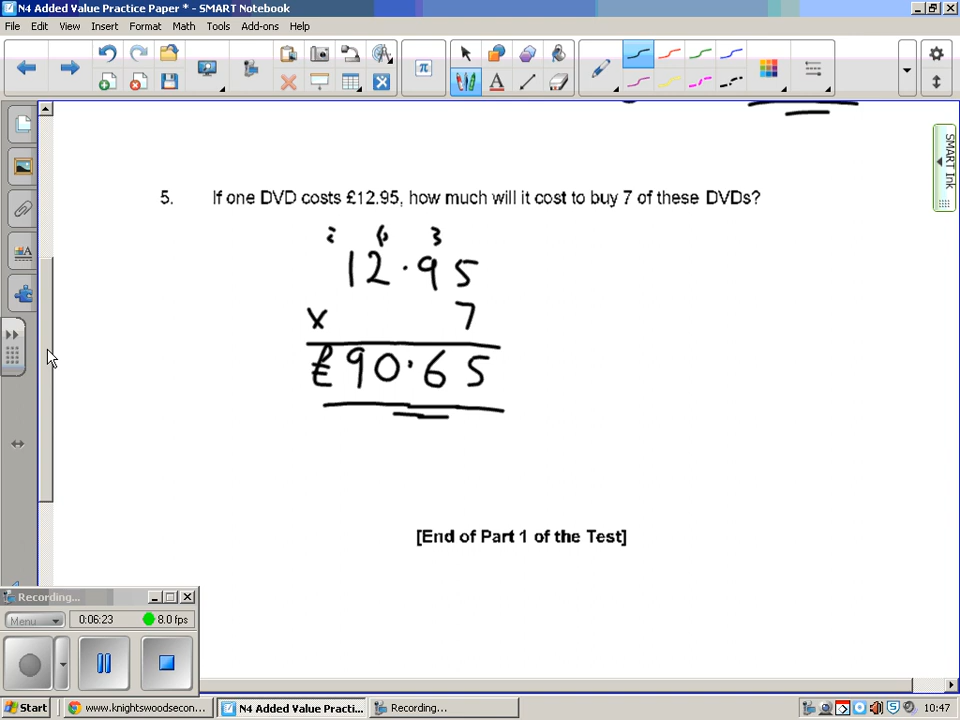 N4 Added Value Practice Paper * - SMART Notebook
File Edit View Insert Format Math Tools Add-ons Help
SMART Ink
5. If one DVD costs £12.95, how much will it cost to buy 7 of these DVDs?
2 6 3
12.95
x 7
£90.65
[End of Part 1 of the Test]
Recording...
Menu 0:06:23 8.0 fps
Start www.knightswoodsecon... N4 Added Value Practi... Recording... 10:47